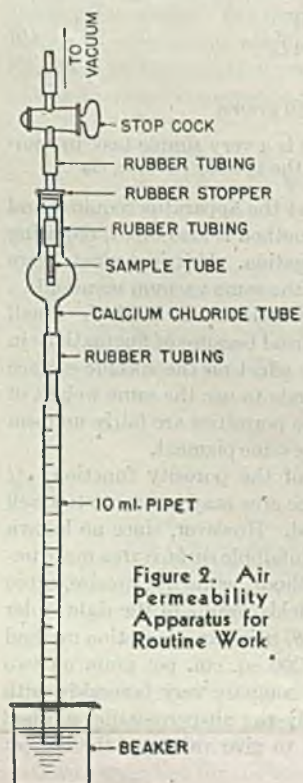 TO
VACUUM
STOP COCK
RUBBER TUBING
RUBBER STOPPER
RUBBER TUBING
SAMPLE TUBE
CALCIUM CHLORIDE TUBE
RUBBER TUBING
10 ml. PIPET
Figure 2. Air
Permeability
Apparatus for
Routine Work
BEAKER